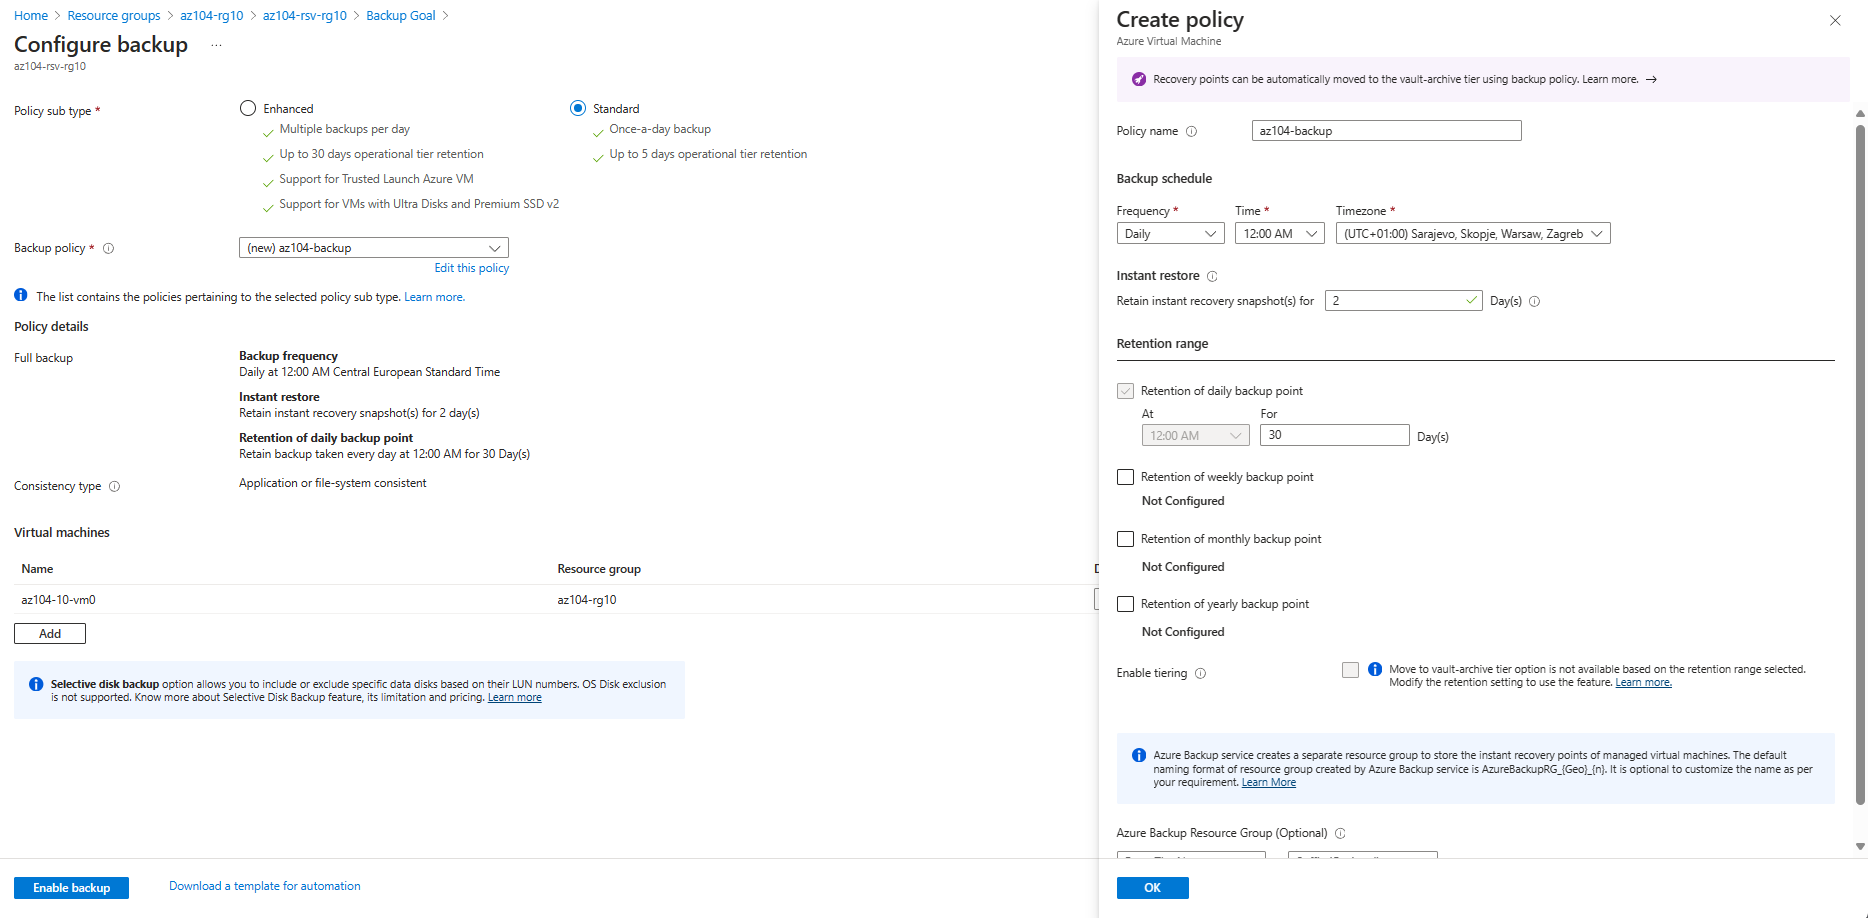 Home > Resource groups > az104-rg10 > az104-rsv-rg10 > Backup Goal >
Configure backup ...
az104-rsv-rg10
Policy sub type *
Enhanced
Multiple backups per day
Up to 30 days operational tier retention
Support for Trusted Launch Azure VM
Support for VMs with Ultra Disks and Premium SSD v2
Standard
Once-a-day backup
Up to 5 days operational tier retention
Backup policy *
(new) az104-backup
Edit this policy
The list contains the policies pertaining to the selected policy sub type. Learn more.
Policy details
Full backup
Backup frequency
Daily at 12:00 AM Central European Standard Time
Instant restore
Retain instant recovery snapshot(s) for 2 day(s)
Retention of daily backup point
Retain backup taken every day at 12:00 AM for 30 Day(s)
Consistency type
Application or file-system consistent
Virtual machines
Name Resource group
az104-10-vm0 az104-rg10
Add
Selective disk backup option allows you to include or exclude specific data disks based on their LUN numbers. OS Disk exclusion
is not supported. Know more about Selective Disk Backup feature, its limitation and pricing. Learn more
Enable backup
Download a template for automation
Create policy
Azure Virtual Machine
Recovery points can be automatically moved to the vault-archive tier using backup policy. Learn more. →
Policy name
az104-backup
Backup schedule
Frequency * Time * Timezone *
Daily 12:00 AM (UTC+01:00) Sarajevo, Skopje, Warsaw, Zagreb
Instant restore
Retain instant recovery snapshot(s) for 2 Day(s)
Retention range
Retention of daily backup point
At For
12:00 AM 30 Day(s)
Retention of weekly backup point
Not Configured
Retention of monthly backup point
Not Configured
Retention of yearly backup point
Not Configured
Enable tiering
Move to vault-archive tier option is not available based on the retention range selected.
Modify the retention setting to use the feature. Learn more.
Azure Backup service creates a separate resource group to store the instant recovery points of managed virtual machines. The default
naming format of resource group created by Azure Backup service is AzureBackupRG_{Geo}_{n}. It is optional to customize the name as per
your requirement. Learn More
Azure Backup Resource Group (Optional)
OK